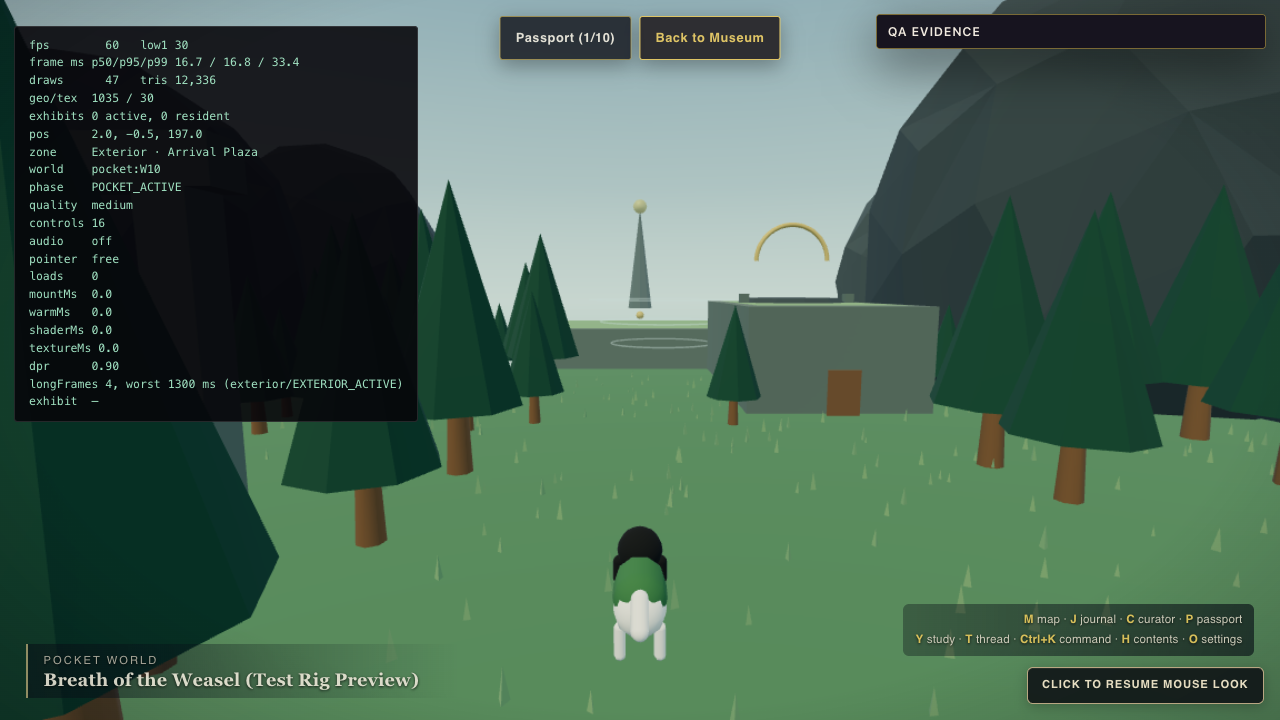 fps 60 low1 30
frame ms p50/p95/p99 16.7 / 16.8 / 33.4
draws 47 tris 12,336
geo/tex 1035 / 30
exhibits 0 active, 0 resident
pos 2.0, −0.5, 197.0
zone Exterior · Arrival Plaza
world pocket:W10
phase POCKET_ACTIVE
quality medium
controls 16
audio off
pointer free
loads 0
mountMs 0.0
warmMs 0.0
shaderMs 0.0
textureMs 0.0
dpr 0.90
longFrames 4, worst 1300 ms (exterior/EXTERIOR_ACTIVE)
exhibit —
Passport (1/10)
Back to Museum
QA EVIDENCE
POCKET WORLD
Breath of the Weasel (Test Rig Preview)
M map · J journal · C curator · P passport
Y study · T thread · Ctrl+K command · H contents · O settings
CLICK TO RESUME MOUSE LOOK